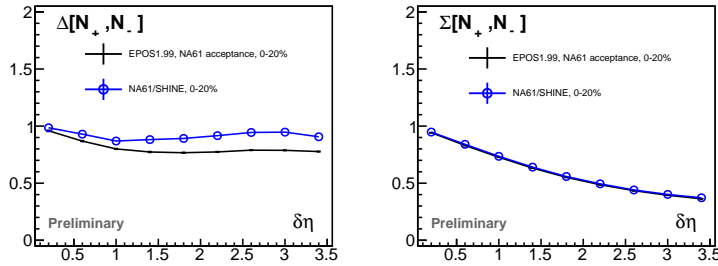 Δ[N+,N-]
EPOS1.99, NA61 acceptance, 0-20%
NA61/SHINE, 0-20%
Preliminary
δη
2
1.5
1
0.5
0
0.5 1 1.5 2 2.5 3 3.5
Σ[N+,N-]
EPOS1.99, NA61 acceptance, 0-20%
NA61/SHINE, 0-20%
Preliminary
δη
2
1.5
1
0.5
0
0.5 1 1.5 2 2.5 3 3.5